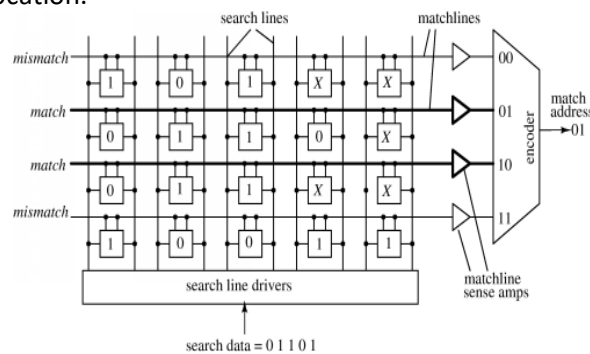 ocation.
search lines
matchlines
mismatch
00
1 0 1 X X
match
01
match
address
01
0 1 1 0 X
encoder
match
10
0 1 1 X X
mismatch
11
1 0 0 1 1
search line drivers
matchline
sense amps
search data = 0 1 1 0 1